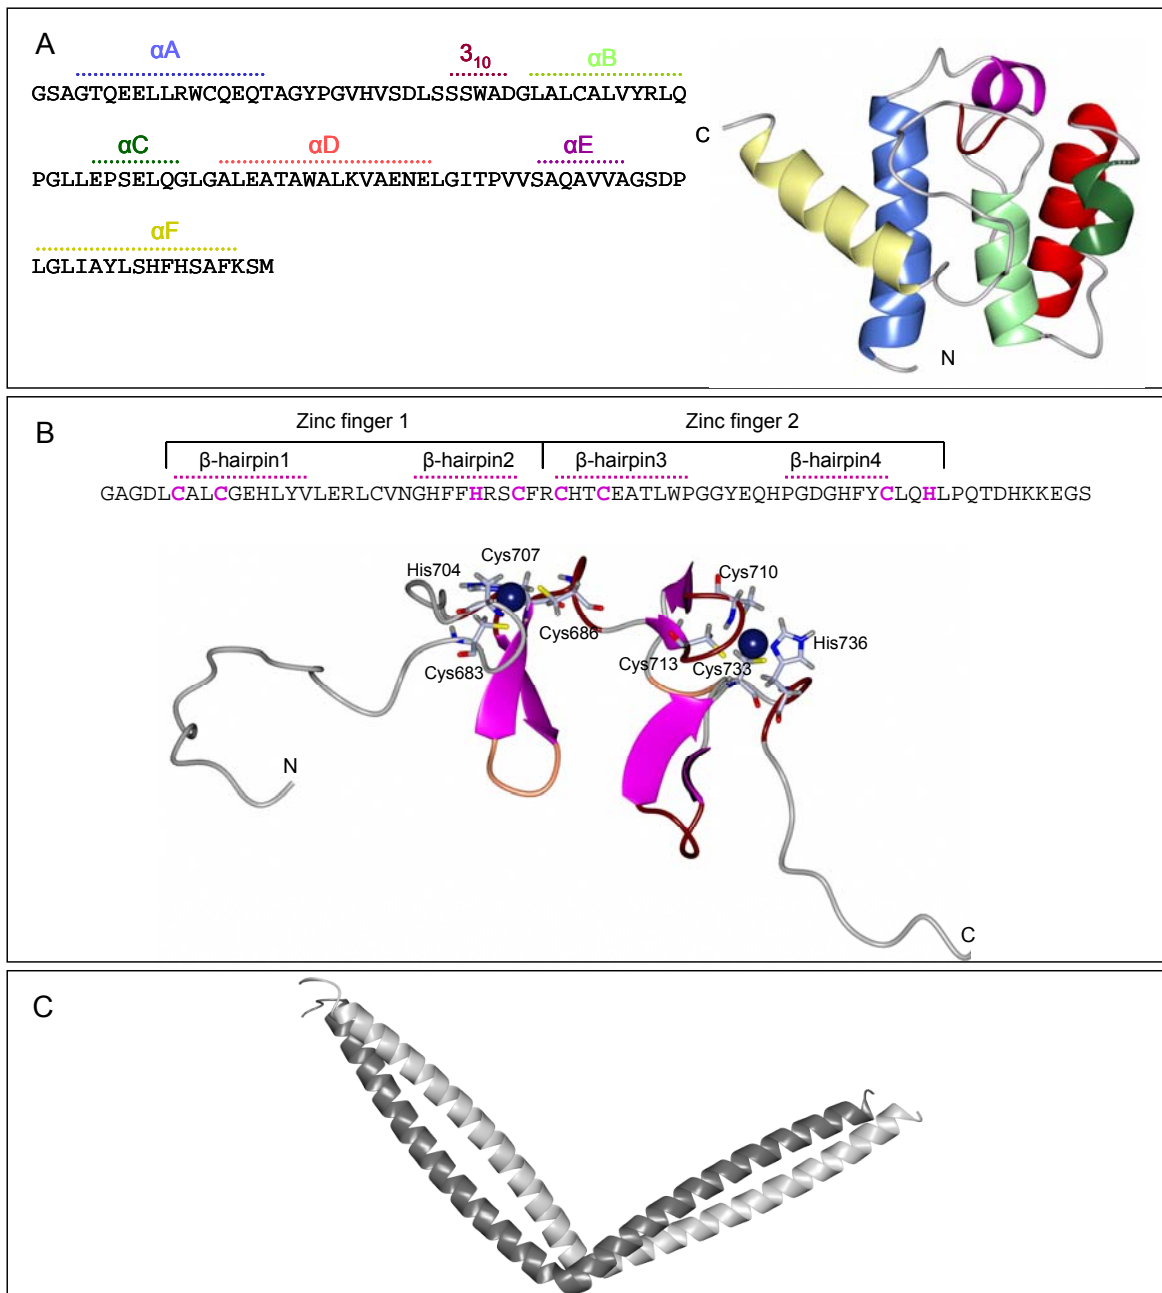 A
αA 3₁₀ αB
GSAGTQEELLRWCQEQTAGYPGVHVSDLSSSWADGLALCALVYRLQ
αC αD αE
PGLLEPSELQGLGALEATAWALKVAENELGITPVVSAQAVVAGSDP
αF
LGLIAYLSHFHSAFKSM
C
N
B
Zinc finger 1 Zinc finger 2
β-hairpin1 β-hairpin2 β-hairpin3 β-hairpin4
GAGDLCALCGEHLYVLERLCVNGHFFHRSCFRCHTCEATLWPGGYEQHPGDGHFYCLQHLPQTDHKKEGS
Cys707
His704
Cys710
Cys686
His736
Cys713
Cys733
Cys683
N
C
C